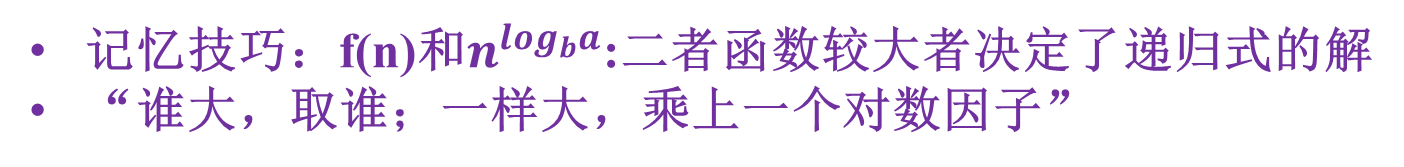 • 记忆技巧：f(n)和$n^{log_b a}$:二者函数较大者决定了递归式的解
• “谁大，取谁；一样大，乘上一个对数因子”